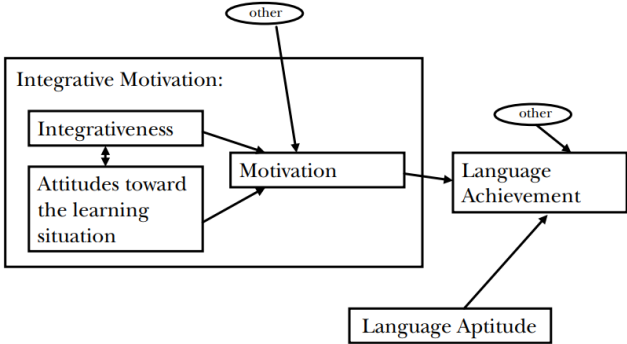 other
Integrative Motivation:
Integrativeness
Attitudes toward
the learning
situation
Motivation
other
Language
Achievement
Language Aptitude